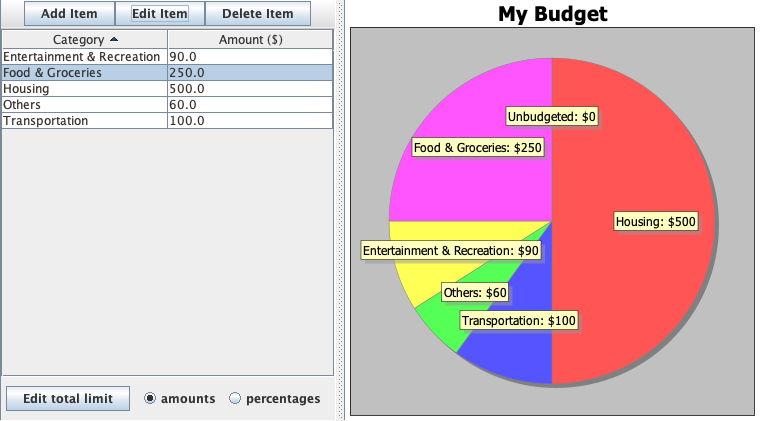 Add Item Edit Item Delete Item
Category Amount ($)
Entertainment & Recreation 90.0
Food & Groceries 250.0
Housing 500.0
Others 60.0
Transportation 100.0
Edit total limit amounts percentages
My Budget
Unbudgeted: $0
Food & Groceries: $250
Housing: $500
Entertainment & Recreation: $90
Others: $60
Transportation: $100